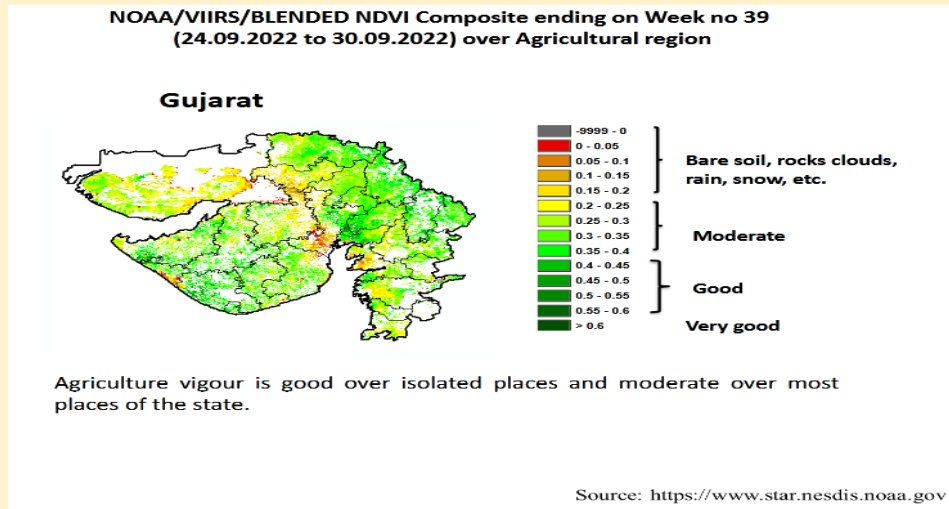 NOAA/VIIRS/BLENDED NDVI Composite ending on Week no 39
(24.09.2022 to 30.09.2022) over Agricultural region
Gujarat
-9999 - 0
0 - 0.05
0.05 - 0.1
0.1 - 0.15
0.15 - 0.2
0.2 - 0.25
0.25 - 0.3
0.3 - 0.35
0.35 - 0.4
0.4 - 0.45
0.45 - 0.5
0.5 - 0.55
0.55 - 0.6
> 0.6
Bare soil, rocks clouds,
rain, snow, etc.
Moderate
Good
Very good
Agriculture vigour is good over isolated places and moderate over most
places of the state.
Source: https://www.star.nesdis.noaa.gov